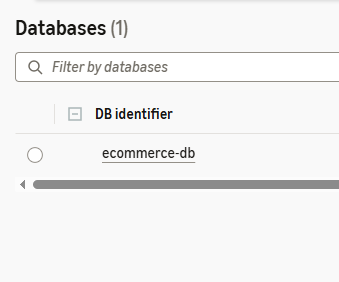 Databases (1)
Filter by databases
DB identifier
ecommerce-db